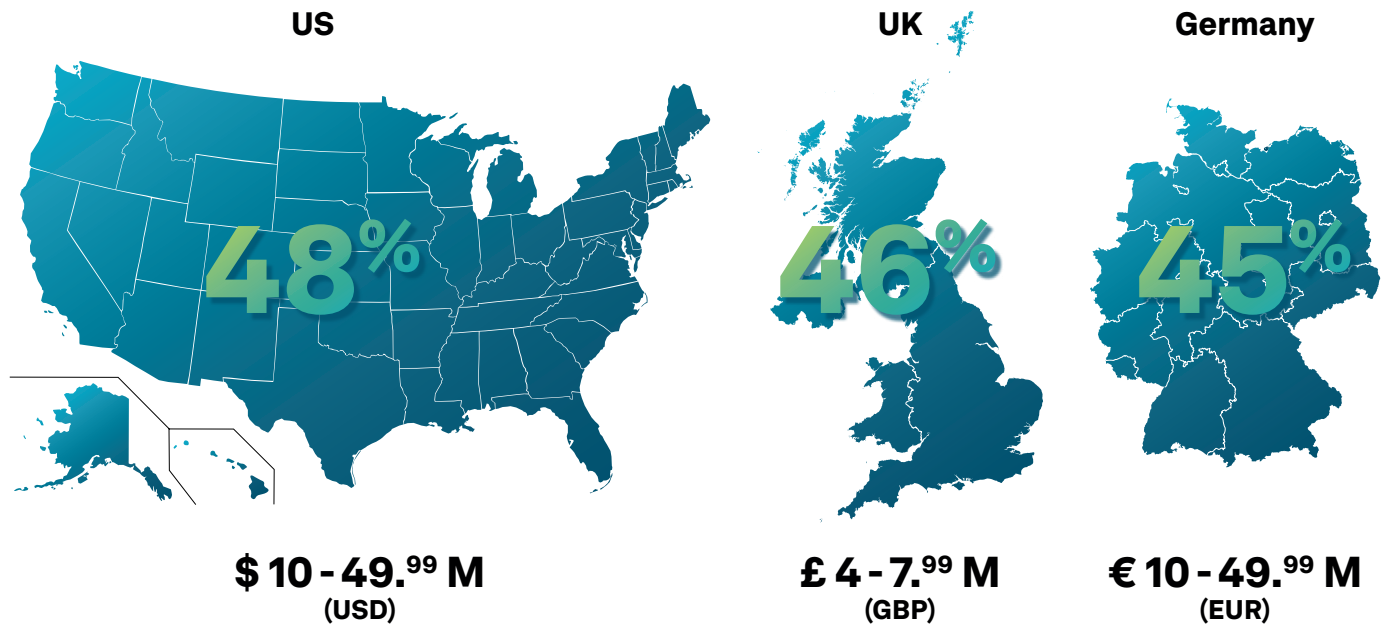 US
UK
Germany
48%
46%
45%
$ 10 - 49.99 M
(USD)
£ 4 - 7.99 M
(GBP)
€ 10 - 49.99 M
(EUR)